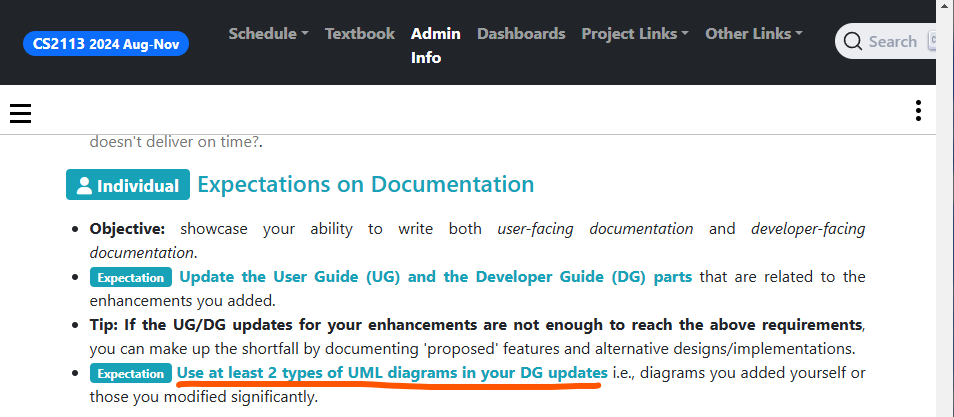 CS2113 2024 Aug-Nov
Schedule
Textbook
Admin
Info
Dashboards
Project Links
Other Links
Search
doesn't deliver on time?.
Individual Expectations on Documentation
Objective: showcase your ability to write both user-facing documentation and developer-facing
documentation.
Expectation Update the User Guide (UG) and the Developer Guide (DG) parts that are related to the
enhancements you added.
Tip: If the UG/DG updates for your enhancements are not enough to reach the above requirements,
you can make up the shortfall by documenting 'proposed' features and alternative designs/implementations.
Expectation Use at least 2 types of UML diagrams in your DG updates i.e., diagrams you added yourself or
those you modified significantly.